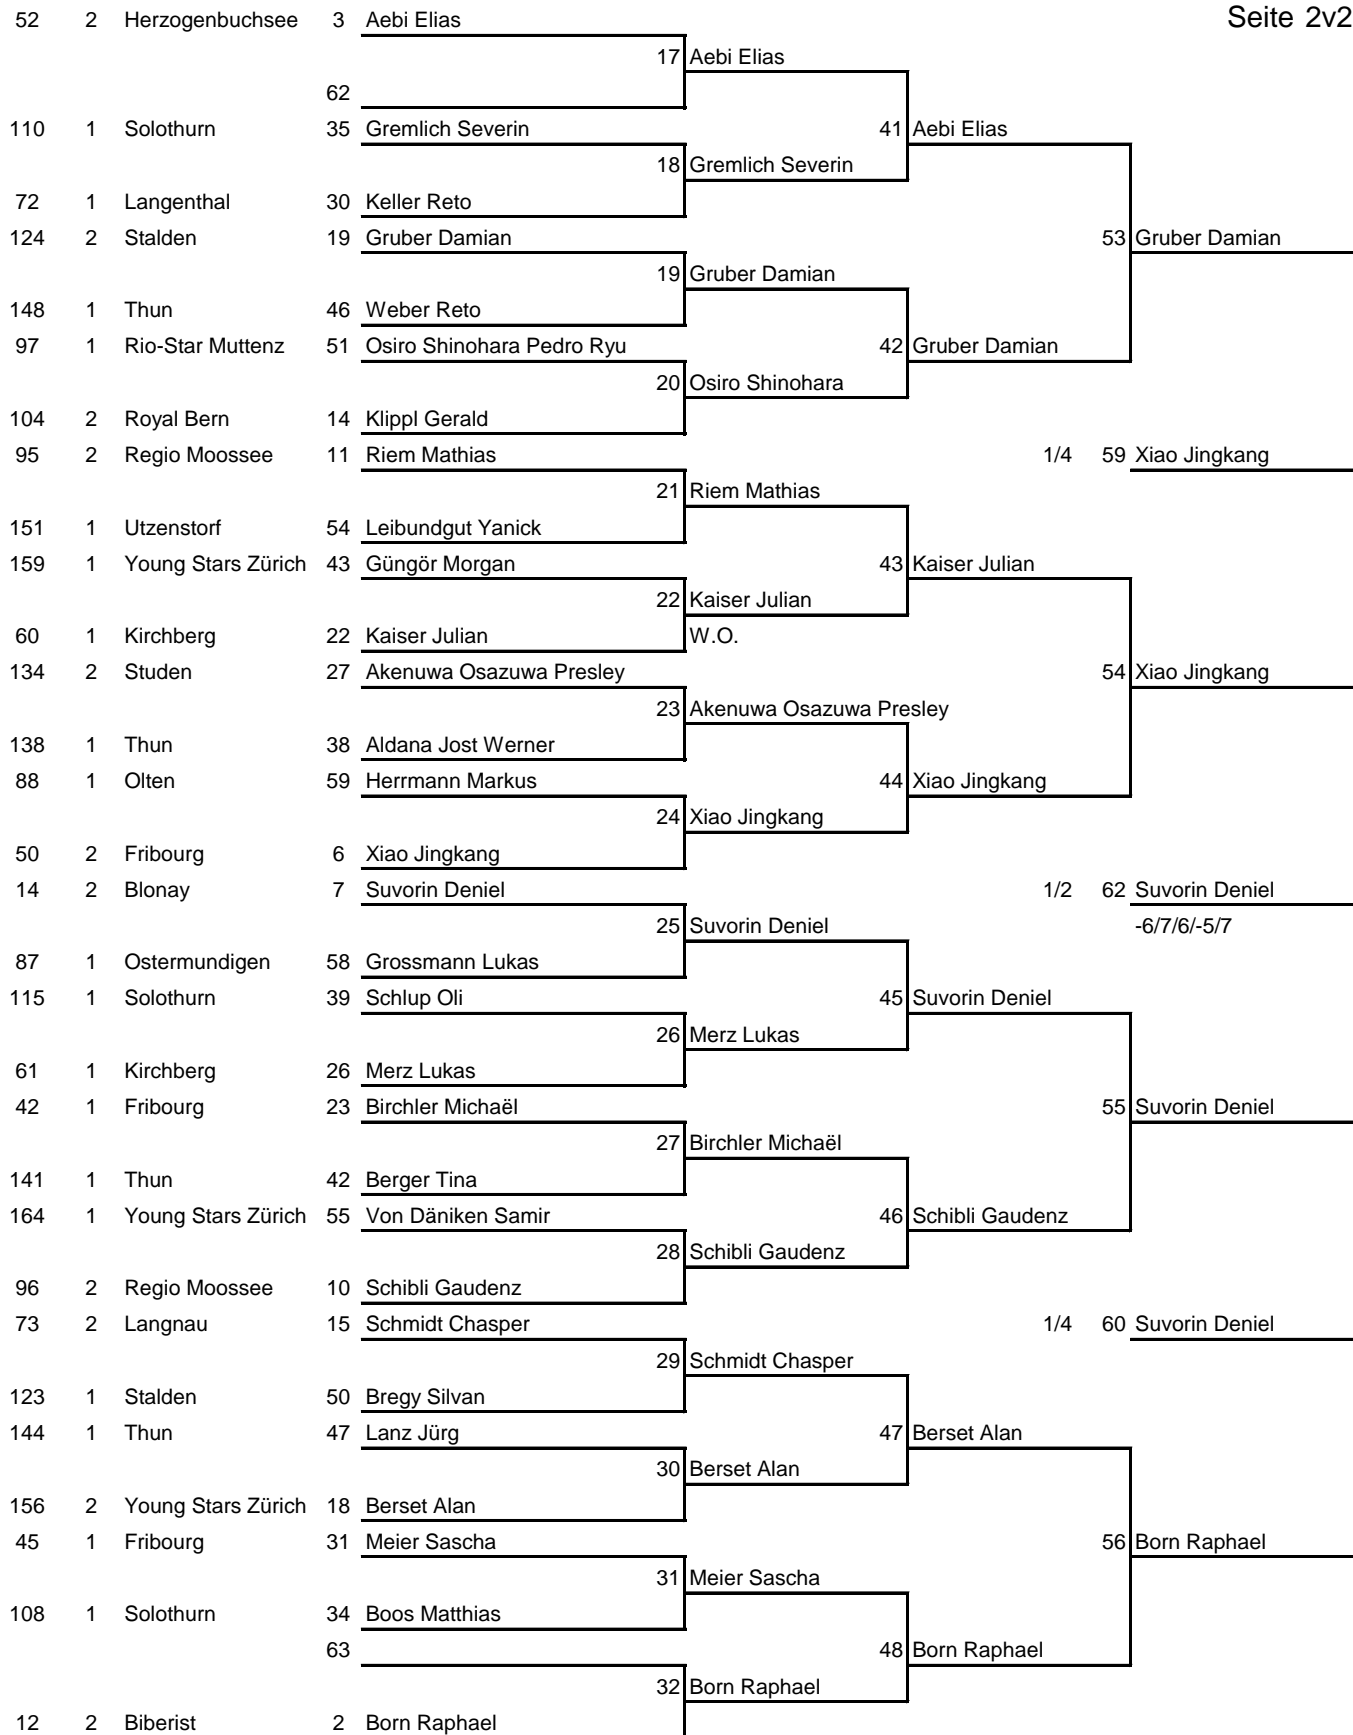 52 2 Herzogenbuchsee 3 Aebi Elias Seite 2v2
17 Aebi Elias
62
110 1 Solothurn 35 Gremlich Severin 41 Aebi Elias
18 Gremlich Severin
72 1 Langenthal 30 Keller Reto
124 2 Stalden 19 Gruber Damian 53 Gruber Damian
19 Gruber Damian
148 1 Thun 46 Weber Reto
97 1 Rio-Star Muttenz 51 Osiro Shinohara Pedro Ryu 42 Gruber Damian
20 Osiro Shinohara
104 2 Royal Bern 14 Klippl Gerald
95 2 Regio Moossee 11 Riem Mathias 1/4 59 Xiao Jingkang
21 Riem Mathias
151 1 Utzenstorf 54 Leibundgut Yanick
159 1 Young Stars Zürich 43 Güngör Morgan 43 Kaiser Julian
22 Kaiser Julian
60 1 Kirchberg 22 Kaiser Julian W.O.
134 2 Studen 27 Akenuwa Osazuwa Presley 54 Xiao Jingkang
23 Akenuwa Osazuwa Presley
138 1 Thun 38 Aldana Jost Werner
88 1 Olten 59 Herrmann Markus 44 Xiao Jingkang
24 Xiao Jingkang
50 2 Fribourg 6 Xiao Jingkang
14 2 Blonay 7 Suvorin Deniel 1/2 62 Suvorin Deniel
25 Suvorin Deniel -6/7/6/-5/7
87 1 Ostermundigen 58 Grossmann Lukas
115 1 Solothurn 39 Schlup Oli 45 Suvorin Deniel
26 Merz Lukas
61 1 Kirchberg 26 Merz Lukas
42 1 Fribourg 23 Birchler Michaël 55 Suvorin Deniel
27 Birchler Michaël
141 1 Thun 42 Berger Tina
164 1 Young Stars Zürich 55 Von Däniken Samir 46 Schibli Gaudenz
28 Schibli Gaudenz
96 2 Regio Moossee 10 Schibli Gaudenz
73 2 Langnau 15 Schmidt Chasper 1/4 60 Suvorin Deniel
29 Schmidt Chasper
123 1 Stalden 50 Bregy Silvan
144 1 Thun 47 Lanz Jürg 47 Berset Alan
30 Berset Alan
156 2 Young Stars Zürich 18 Berset Alan
45 1 Fribourg 31 Meier Sascha 56 Born Raphael
31 Meier Sascha
108 1 Solothurn 34 Boos Matthias
63 48 Born Raphael
32 Born Raphael
12 2 Biberist 2 Born Raphael